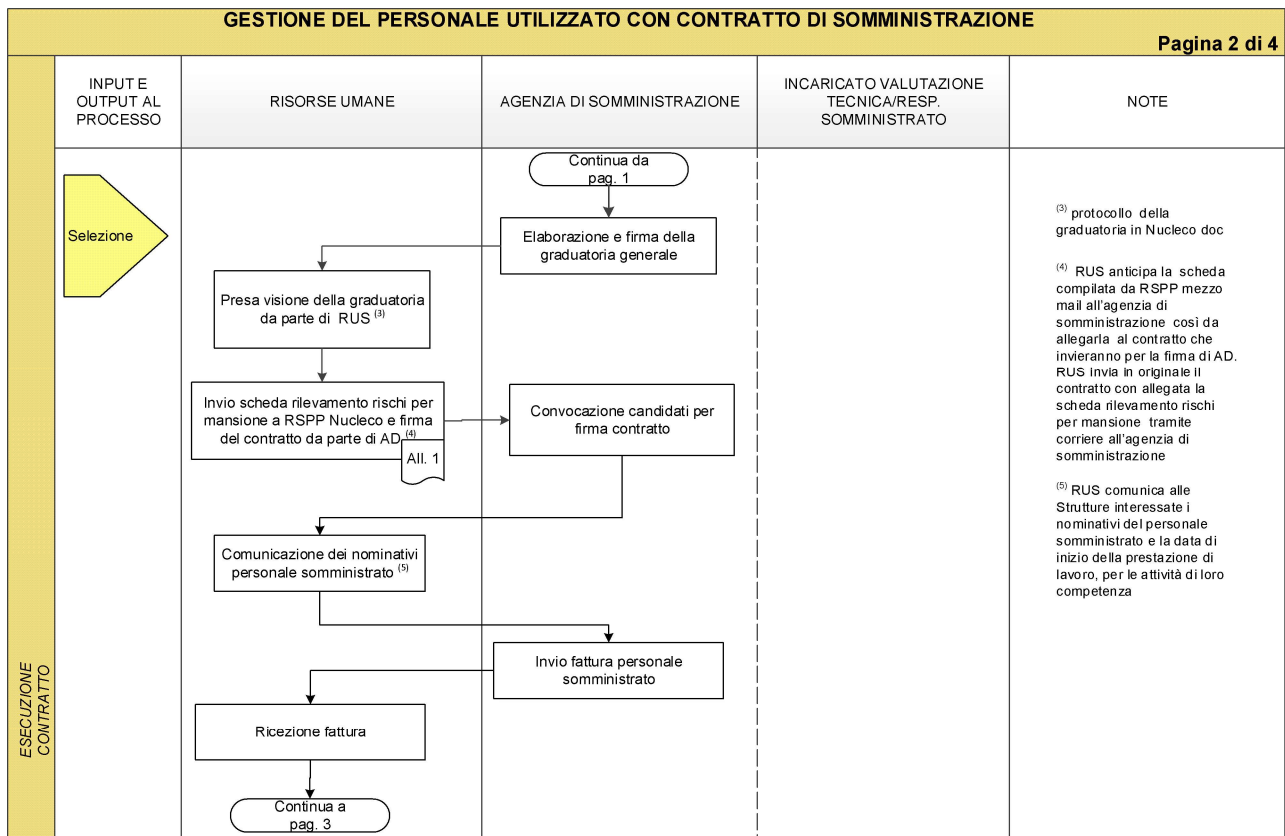 GESTIONE DEL PERSONALE UTILIZZATO CON CONTRATTO DI SOMMINISTRAZIONE
Pagina 2 di 4
INPUT E
OUTPUT AL
PROCESSO
RISORSE UMANE
AGENZIA DI SOMMINISTRAZIONE
INCARICATO VALUTAZIONE
TECNICA/RESP.
SOMMINISTRATO
NOTE
Continua da
pag. 1
Selezione
Elaborazione e firma della
graduatoria generale
Presa visione della graduatoria
da parte di RUS (3)
Invio scheda rilevamento rischi per
mansione a RSPP Nucleco e firma
del contratto da parte di AD (4)
All. 1
Convocazione candidati per
firma contratto
Comunicazione dei nominativi
personale somministrato (5)
Invio fattura personale
somministrato
Ricezione fattura
Continua a
pag. 3
(3) protocollo della
graduatoria in Nucleco doc
(4) RUS anticipa la scheda
compilata da RSPP mezzo
mail all'agenzia di
somministrazione così da
allegarla al contratto che
invieranno per la firma di AD.
RUS Invia in originale il
contratto con allegata la
scheda rilevamento rischi
per mansione tramite
corriere all'agenzia di
somministrazione
(5) RUS comunica alle
Strutture interessate i
nominativi del personale
somministrato e la data di
inizio della prestazione di
lavoro, per le attività di loro
competenza
ESECUZIONE
CONTRATTO